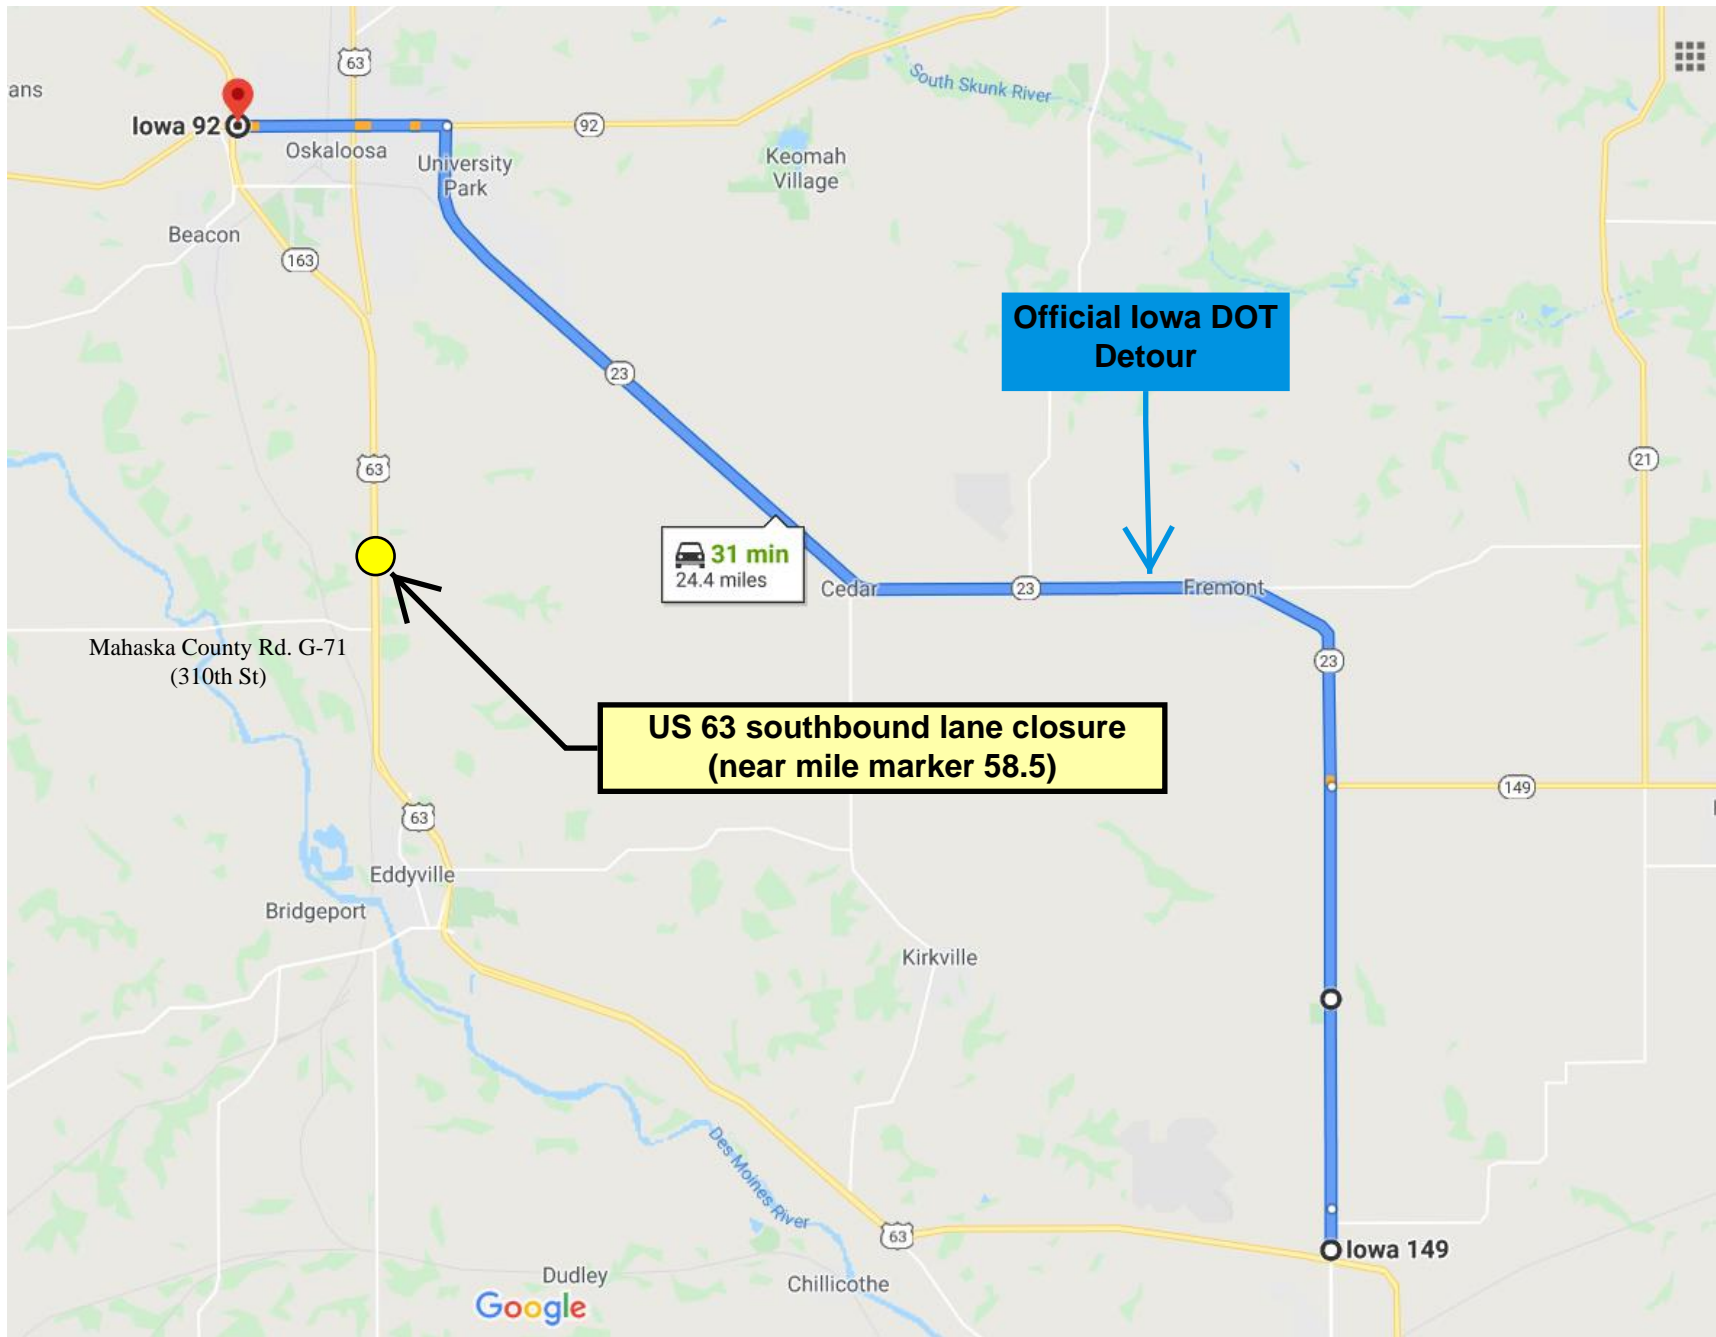 63
ans
South Skunk River
Iowa 92
92
Oskaloosa
University
Park
Keomah
Village
Beacon
163
Official Iowa DOT
Detour
23
63
21
31 min
24.4 miles
Cedar
23
Fremont
Mahaska County Rd. G-71
(310th St)
23
US 63 southbound lane closure
(near mile marker 58.5)
149
63
Eddyville
Bridgeport
Kirkville
Des Moines River
63
Iowa 149
Dudley
Chillicothe
Google